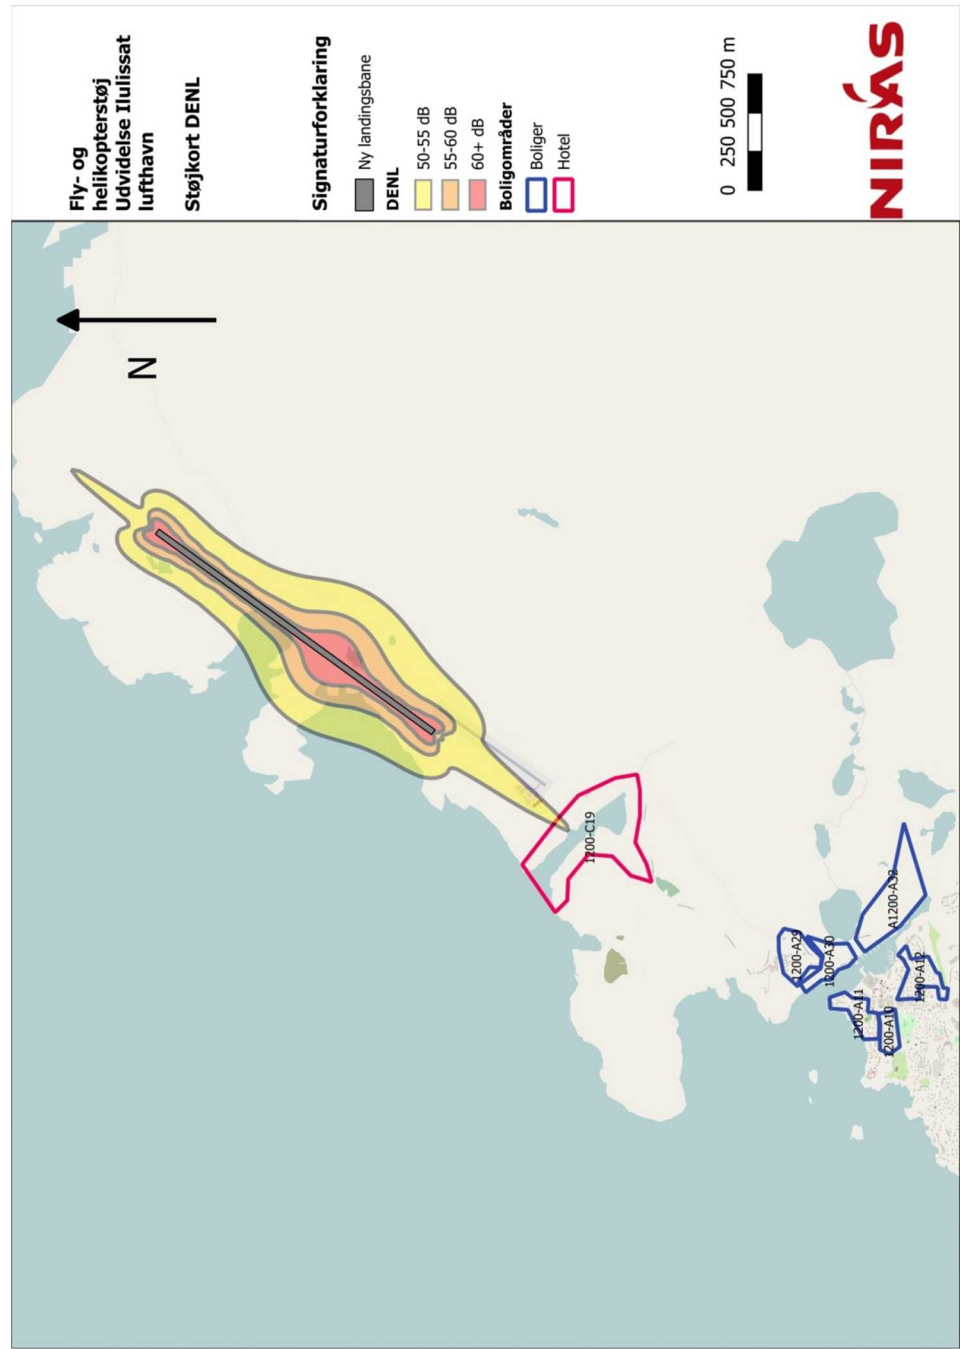 Fly- og
helikopterstøj
Udvidelse Ilulissat
lufthavn
Støjkort DENL
Signaturforklaring
Ny landingsbane
DENL
50-55 dB
55-60 dB
60+ dB
Boligområder
Boliger
Hotel
0 250 500 750 m
NIRAS
N
1200-C19
1200-A29
1200-A30
A1200-A32
1200-A11
1200-A10
1200-A12